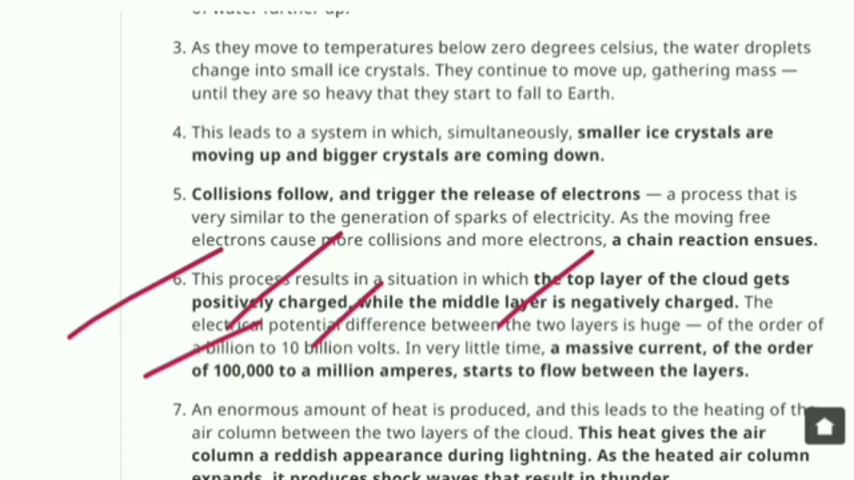 3. As they move to temperatures below zero degrees celsius, the water droplets
change into small ice crystals. They continue to move up, gathering mass —
until they are so heavy that they start to fall to Earth.
4. This leads to a system in which, simultaneously, smaller ice crystals are
moving up and bigger crystals are coming down.
5. Collisions follow, and trigger the release of electrons — a process that is
very similar to the generation of sparks of electricity. As the moving free
electrons cause more collisions and more electrons, a chain reaction ensues.
6. This process results in a situation in which the top layer of the cloud gets
positively charged, while the middle layer is negatively charged. The
electrical potential difference between the two layers is huge — of the order of
a billion to 10 billion volts. In very little time, a massive current, of the order
of 100,000 to a million amperes, starts to flow between the layers.
7. An enormous amount of heat is produced, and this leads to the heating of the
air column between the two layers of the cloud. This heat gives the air
column a reddish appearance during lightning. As the heated air column
expands, it produces shock waves that result in thunder.